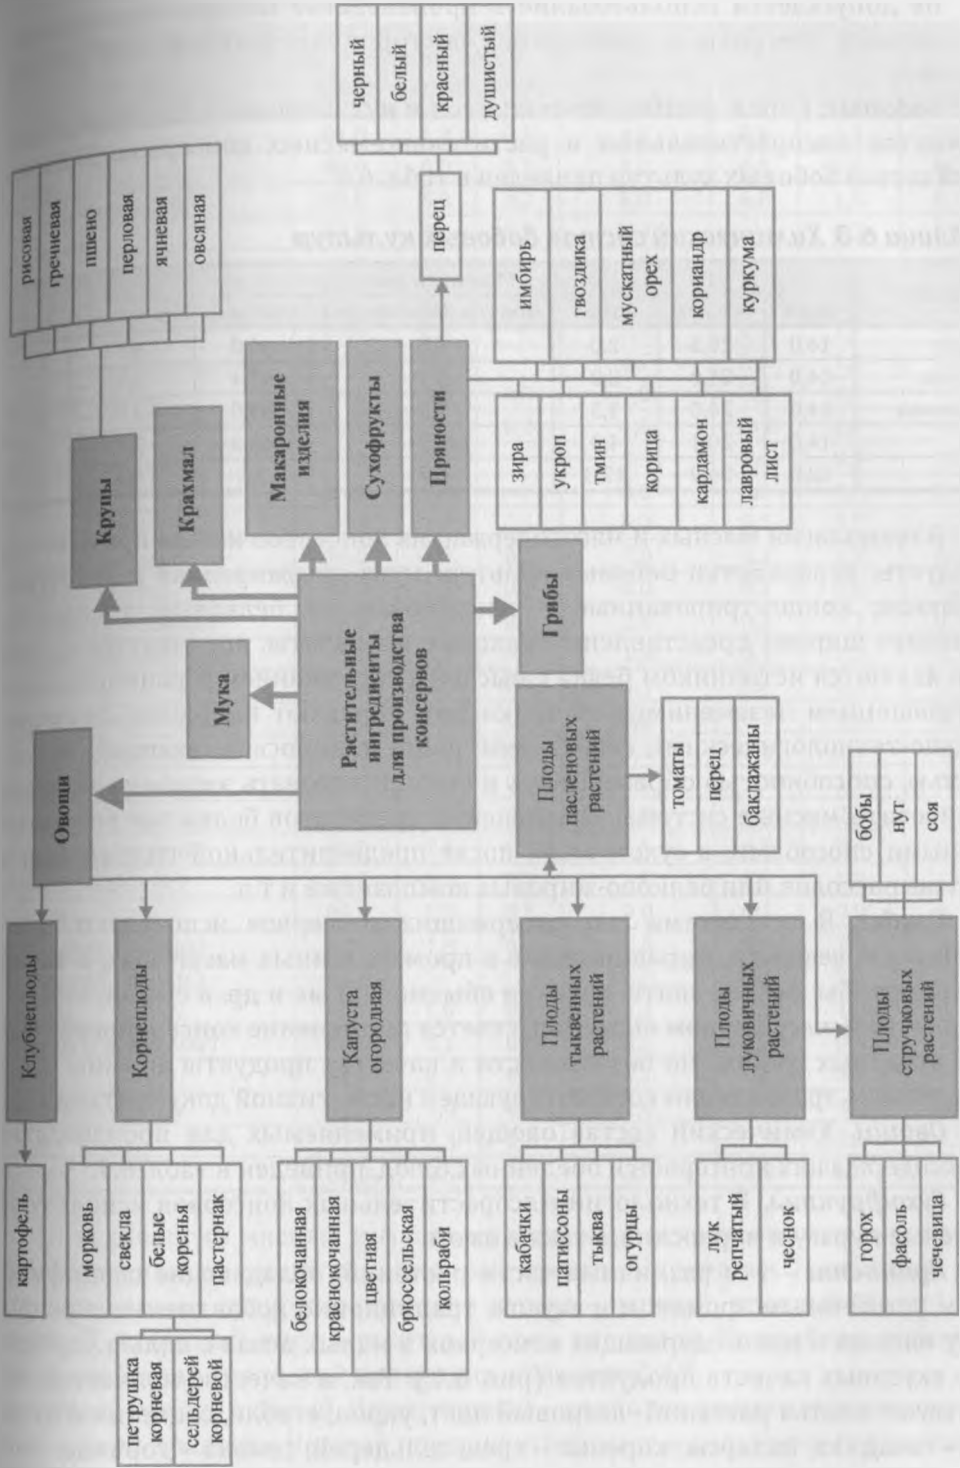 Овощи
Крупы
Крахмал
Мука
Растительные
ингредиенты
для производства
консервов
Макаронные
изделия
Сухофрукты
Пряности
Грибы
рисовая
гречневая
пшено
перловая
ячневая
овсяная
перец
черный
белый
красный
душистый
зира
укроп
тмин
корица
кардамон
лавровый
лист
имбирь
гвоздика
мускатный
орех
кориандр
куркума
Клубнеплоды
картофель
Корнеплоды
морковь
свекла
белые
коренья
пастернак
петрушка
корневая
сельдерей
корневой
Капуста
огородная
белокочанная
краснокочанная
цветная
брюссельская
кольраби
Плоды
тыквенных
растений
кабачки
патиссоны
тыква
огурцы
Плоды
пасленовых
растений
томаты
перец
баклажаны
Плоды
луковичных
растений
лук
репчатый
чеснок
Плоды
стручковых
растений
горох
фасоль
чечевица
бобы
нут
соя